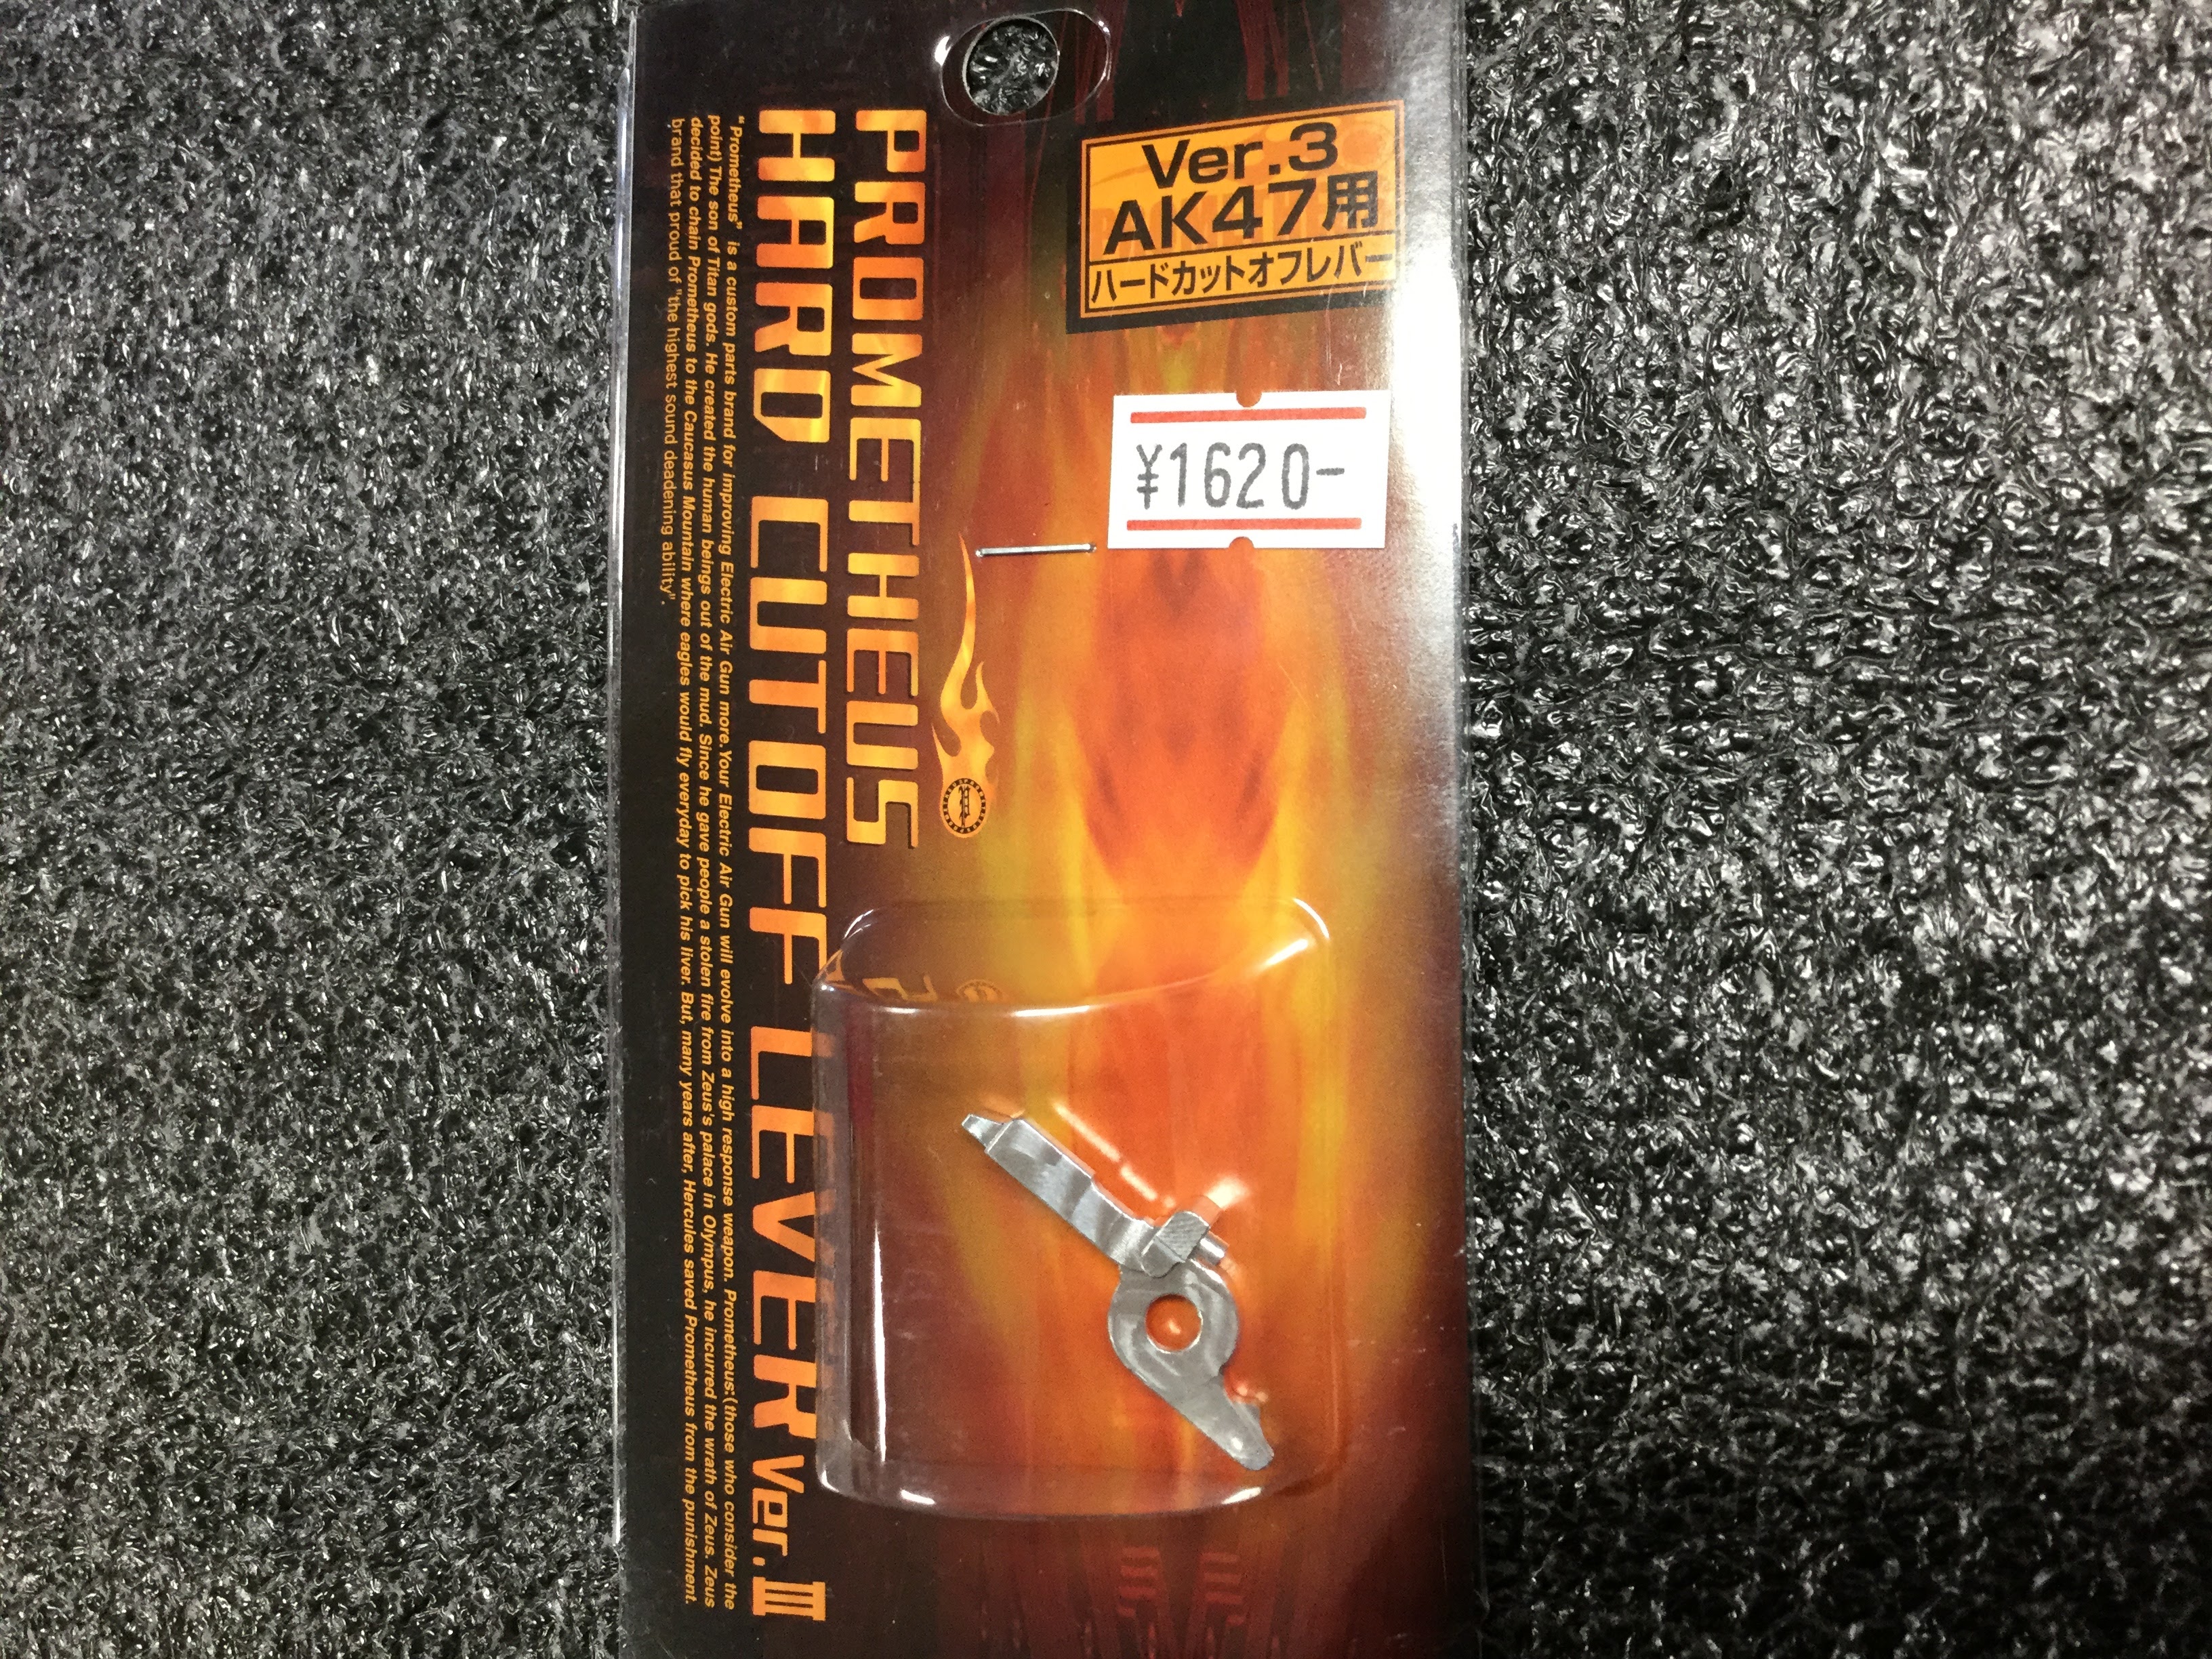 Ver.3
AK47用
ハードカットオフレバー
¥1620-
PROMETHEUS
HARD CUTOFF LEVER Ver.III
"Prometheus" is a custom parts brand for improving Electric Air Gun more. Your Electric Air Gun will evolve into a high response weapon. Prometheus:(those who consider the
point) The son of Titan gods. He created the human beings out of the mud. Since he gave people a stolen fire from Zeus's palace in Olympus, he incurred the wrath of Zeus. Zeus
decided to chain Prometheus to the Caucasus Mountain where eagles would fly everyday to pick his liver. But, many years after, Hercules saved Prometheus from the punishment.
brand that proud of "the highest sound deadening ability".